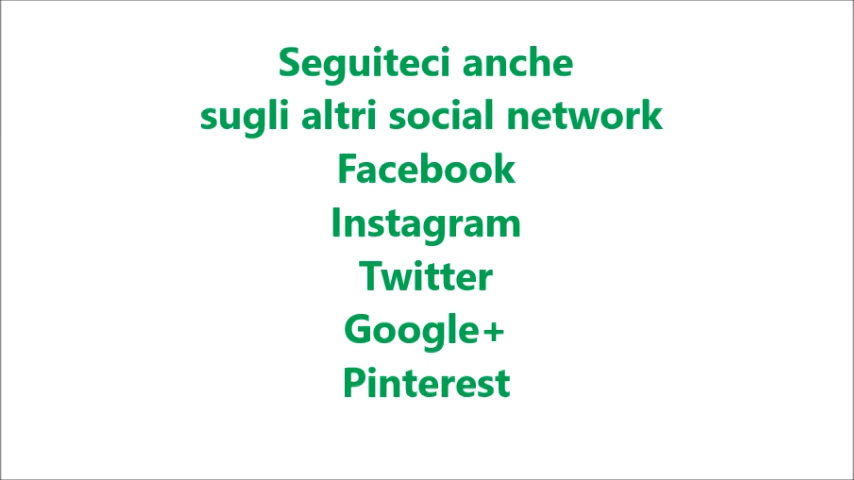 Seguiteci anche
sugli altri social network
Facebook
Instagram
Twitter
Google+
Pinterest